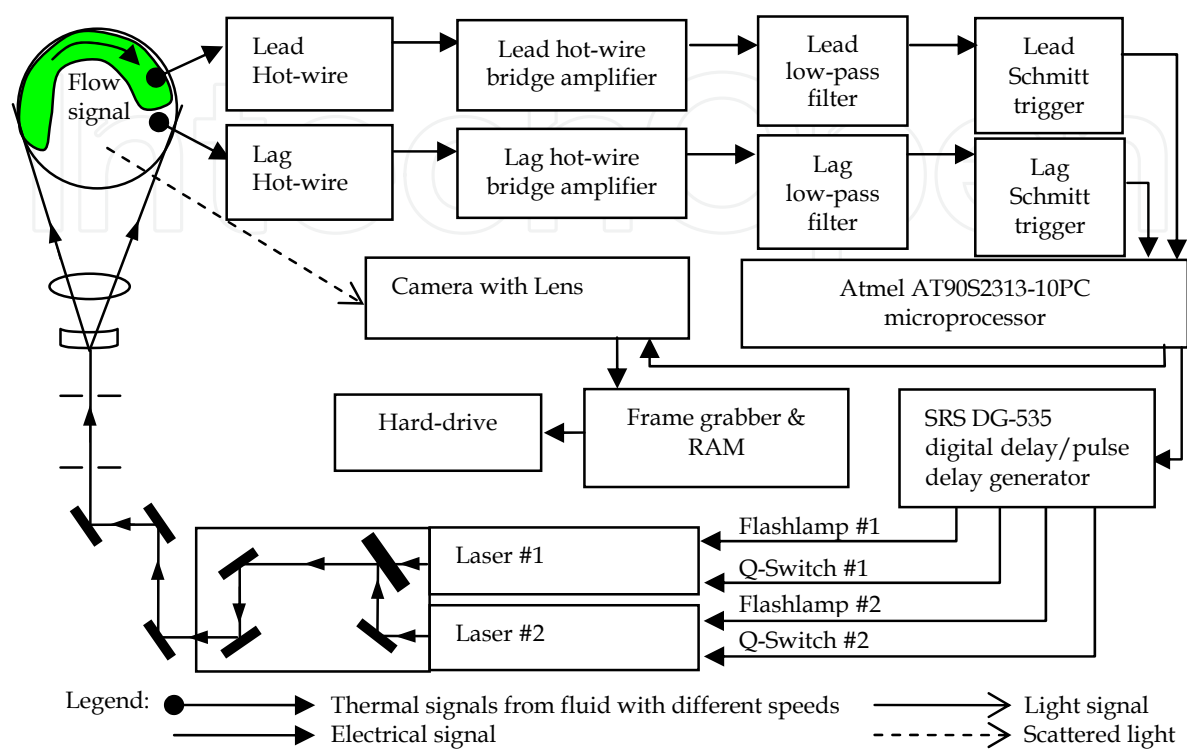 Flow
signal
Lead
Hot-wire
Lead hot-wire
bridge amplifier
Lead
low-pass
filter
Lead
Schmitt
trigger
Lag
Hot-wire
Lag hot-wire
bridge amplifier
Lag
low-pass
filter
Lag
Schmitt
trigger
IntechOpen
Camera with Lens
Atmel AT90S2313-10PC
microprocessor
Hard-drive
Frame grabber &
RAM
SRS DG-535
digital delay/pulse
delay generator
Laser #1
Flashlamp #1
Q-Switch #1
Laser #2
Flashlamp #2
Q-Switch #2
Legend:
Thermal signals from fluid with different speeds
Light signal
Electrical signal
Scattered light